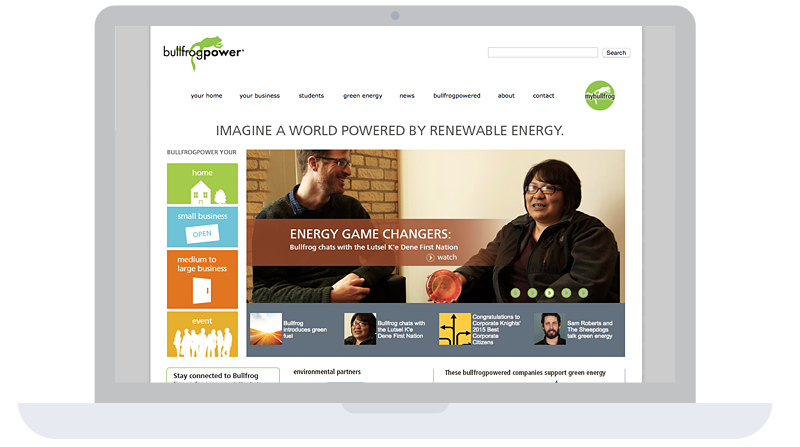 bullfrogpower
Search
your home
your business
students
green energy
news
bullfrogpowered
about
contact
mybullfrog
IMAGINE A WORLD POWERED BY RENEWABLE ENERGY.
BULLFROGPOWER YOUR
home
small business
OPEN
medium to
large business
event
ENERGY GAME CHANGERS:
Bullfrog chats with the Lutsel K'e Dene First Nation
watch
Bullfrog
introduces green
fuel
Bullfrog chats with
the Lutsel K'e
Dene First Nation
Congratulations to
Corporate Knights'
2015 Best
Corporate
Citizens
Sam Roberts and
The Sheepdogs
talk green energy
Stay connected to Bullfrog
environmental partners
These bullfrogpowered companies support green energy